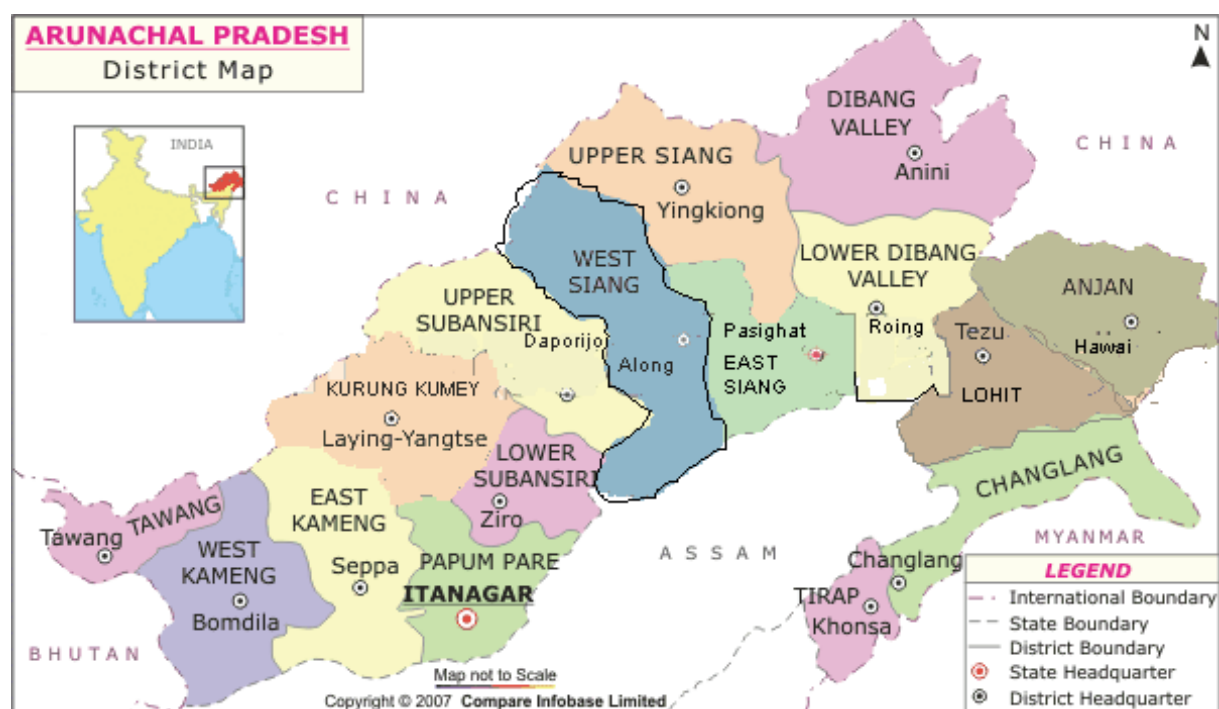 ARUNACHAL PRADESH
District Map
N
INDIA
CHINA
CHINA
DIBANG
VALLEY
Anini
UPPER SIANG
Yingkiong
LOWER DIBANG
VALLEY
Roing
WEST
SIANG
Along
ANJAN
Hawai
UPPER
SUBANSIRI
Daporijo
Pasighat
EAST
SIANG
Tezu
LOHIT
KURUNG KUMEY
Laying-Yangtse
LOWER
SUBANSIRI
Ziro
CHANGLANG
Changlang
EAST
KAMENG
Seppa
TAWANG
Tawang
WEST
KAMENG
Bomdila
PAPUM PARE
ITANAGAR
ASSAM
MYANMAR
TIRAP
Khonsa
BHUTAN
LEGEND
International Boundary
State Boundary
District Boundary
State Headquarter
District Headquarter
Map not to Scale
Copyright © 2007 Compare Infobase Limited